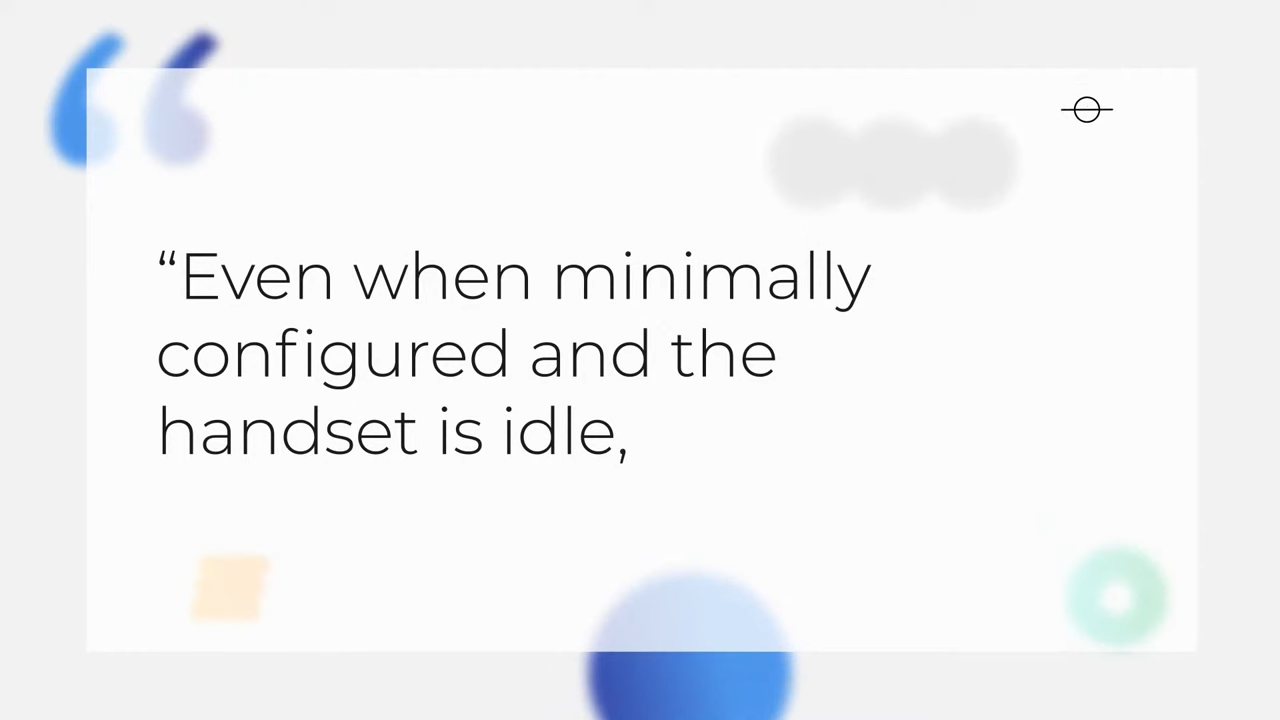 “Even when minimally
configured and the
handset is idle,